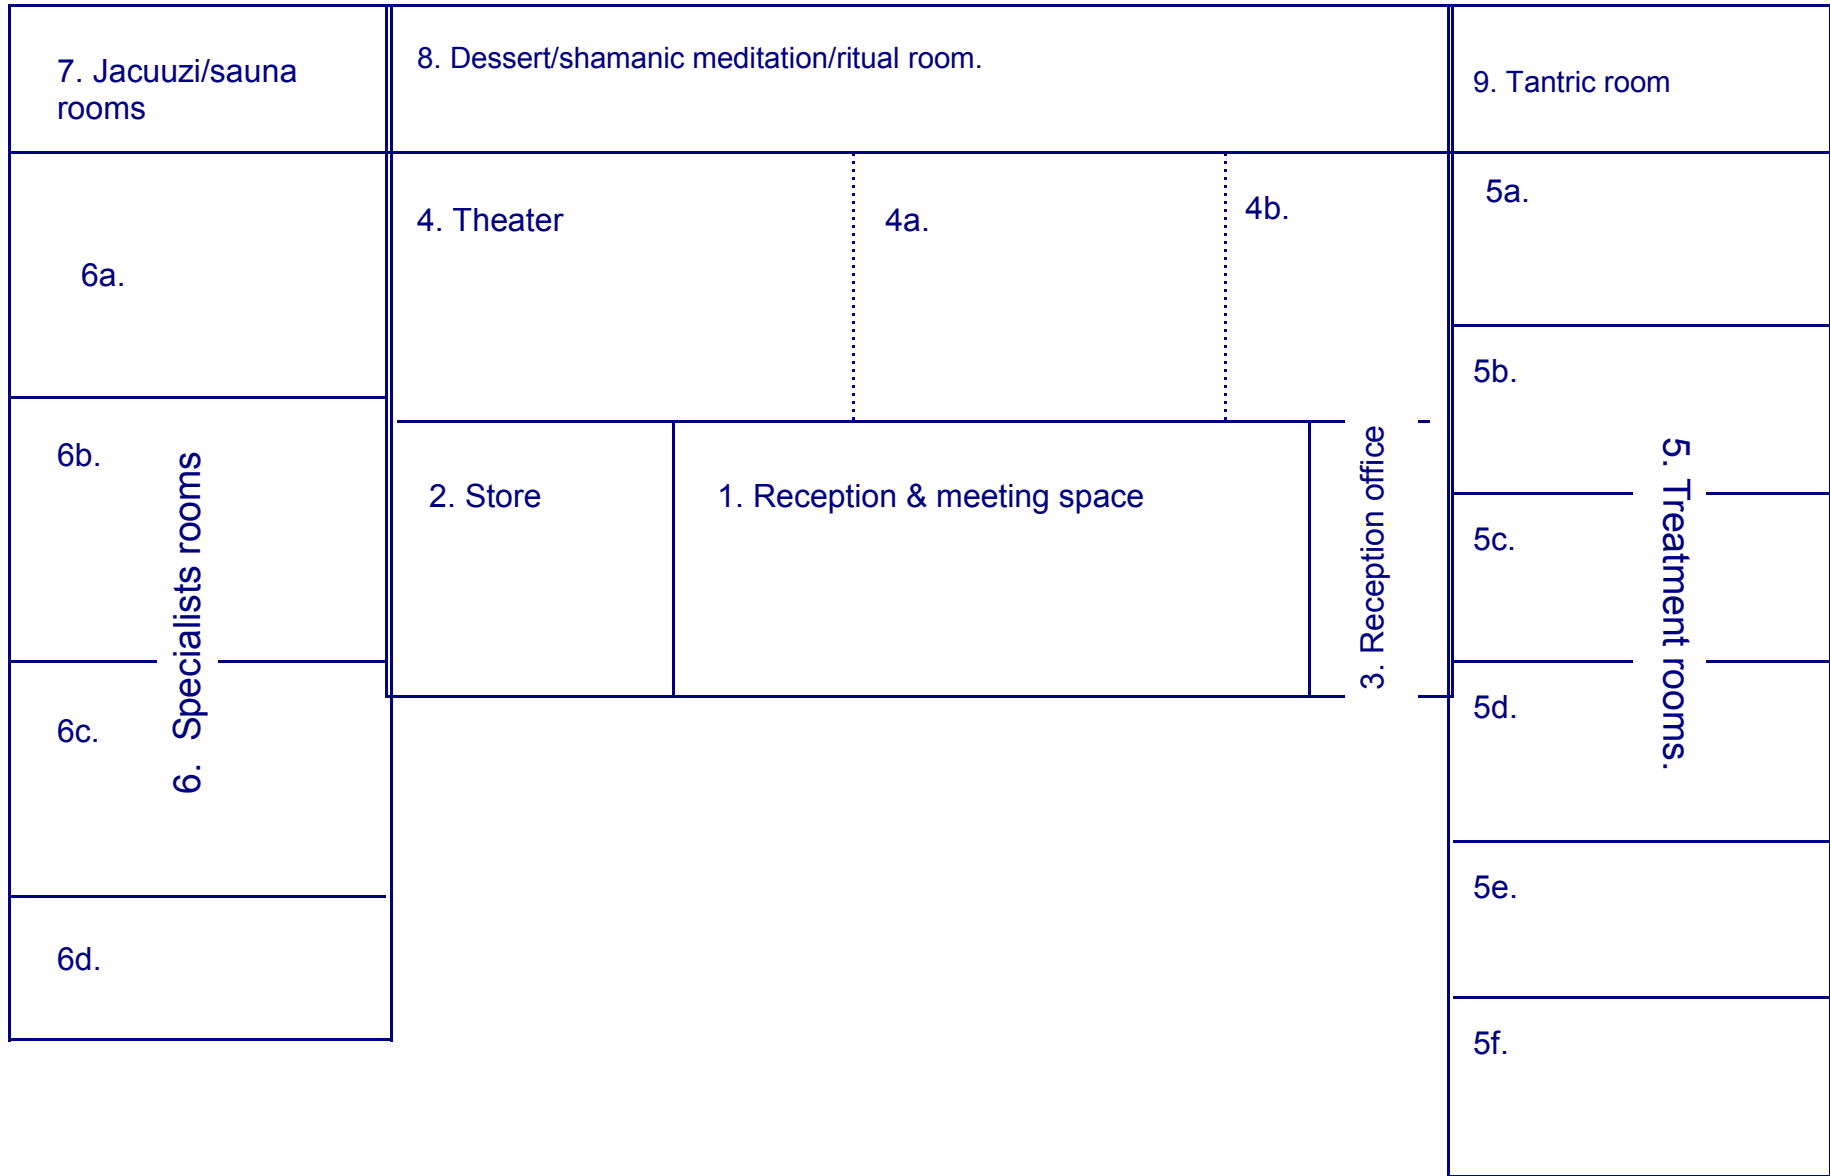 7. Jacuuzi/sauna
rooms
8. Dessert/shamanic meditation/ritual room.
9. Tantric room
6a.
4. Theater
4a.
4b.
5a.
5b.
6b.
6. Specialists rooms
2. Store
1. Reception & meeting space
3. Reception office
5. Treatment rooms.
5c.
6c.
5d.
5e.
6d.
5f.